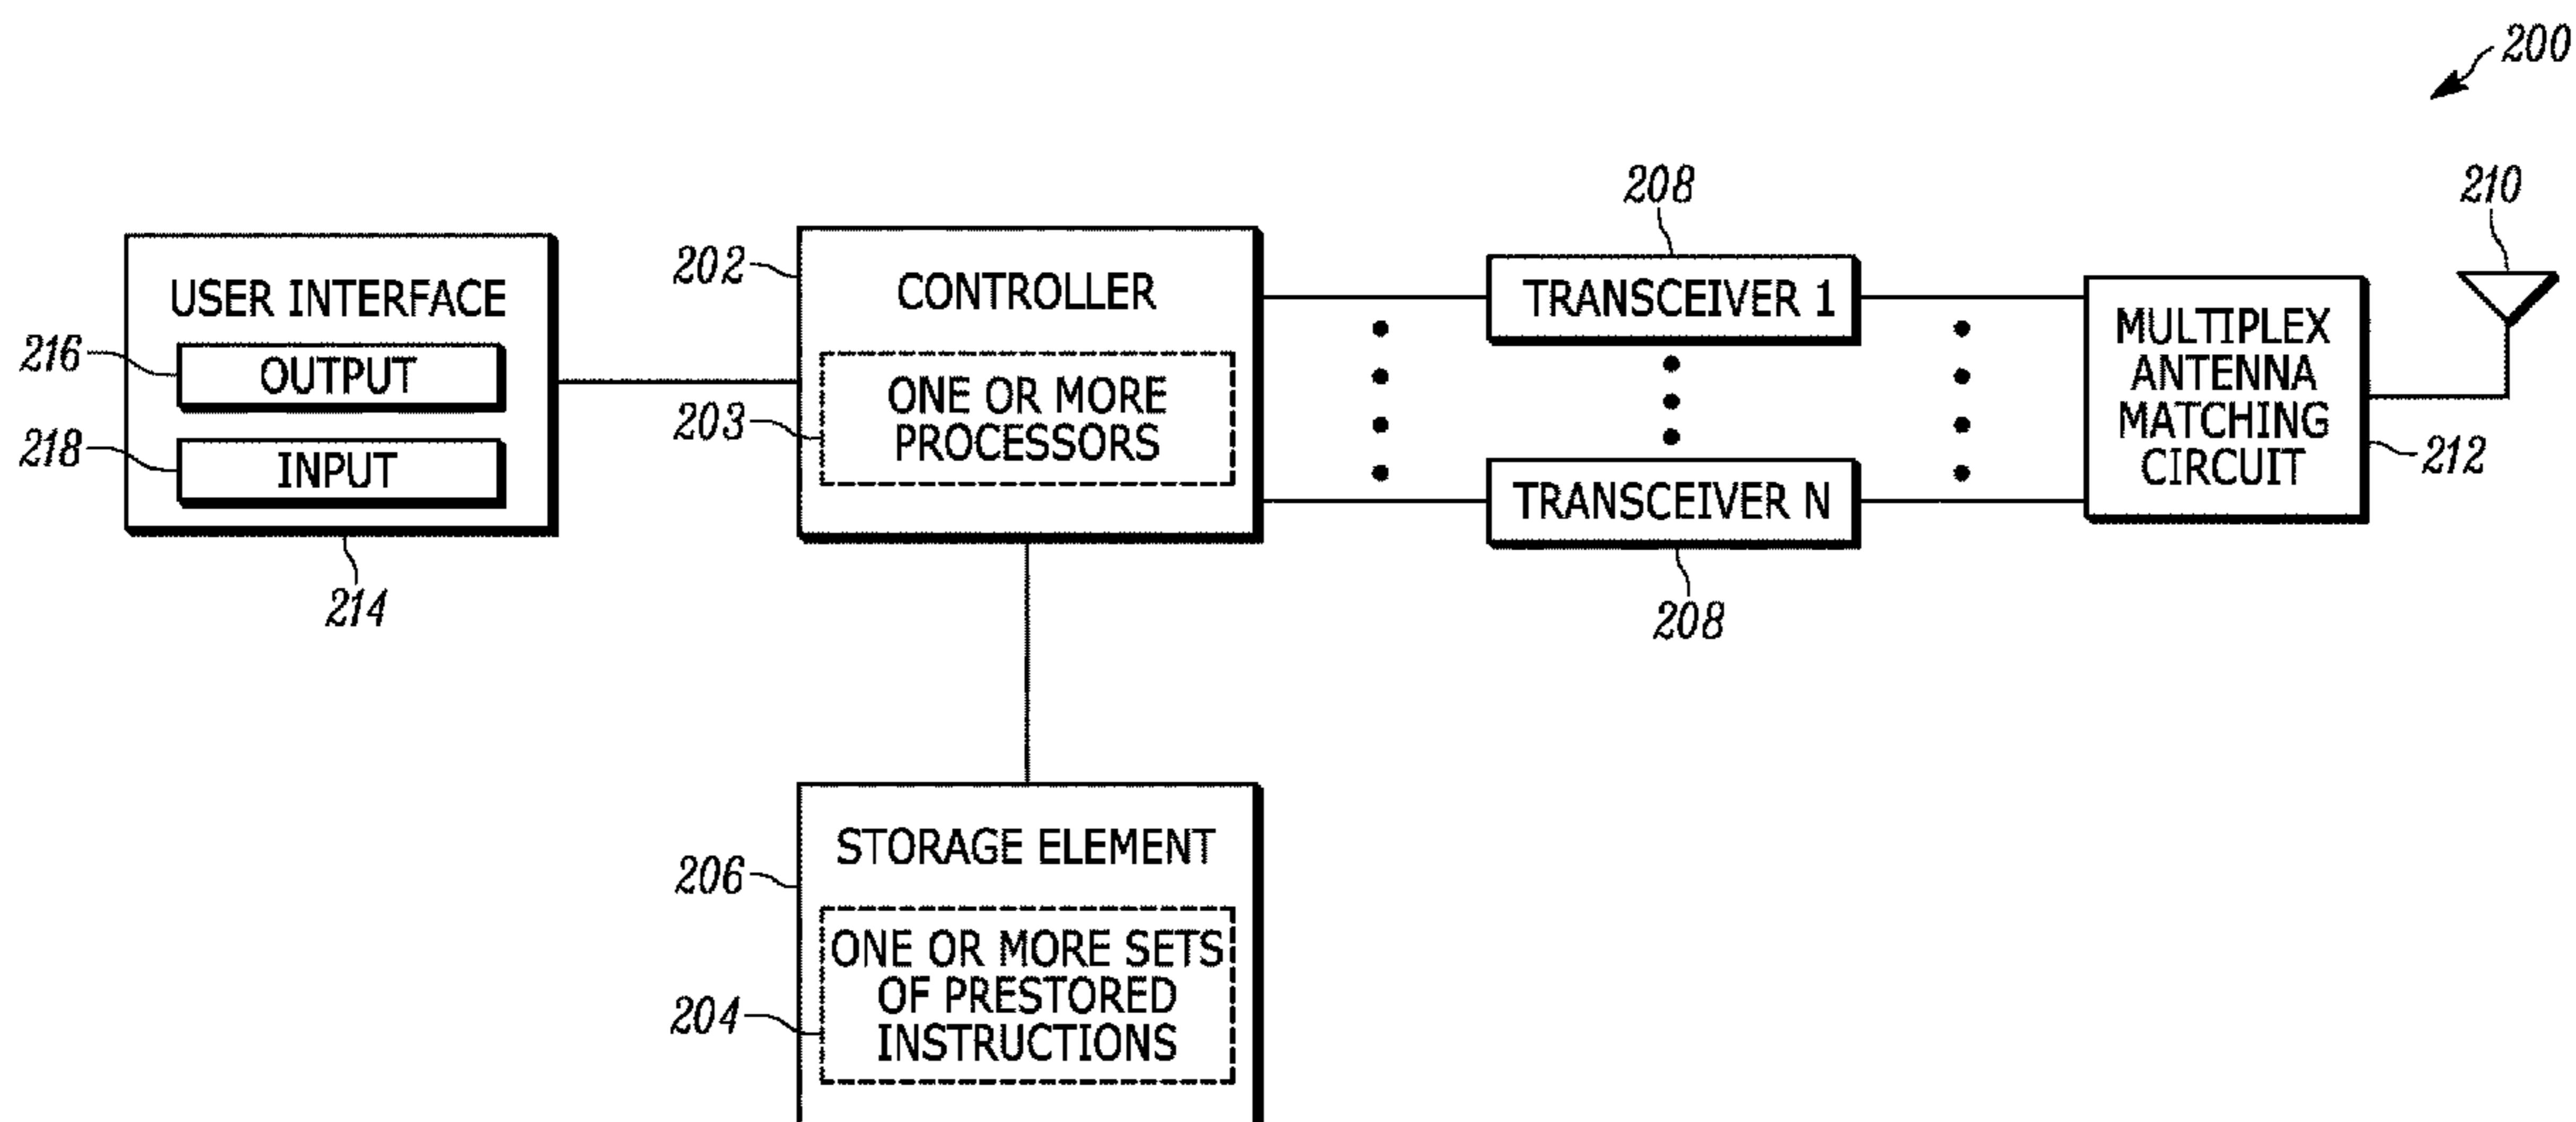 200
208
210
202
USER INTERFACE
216
OUTPUT
218
INPUT
214
CONTROLLER
203
ONE OR MORE
PROCESSORS
TRANSCEIVER 1
TRANSCEIVER N
208
MULTIPLEX
ANTENNA
MATCHING
CIRCUIT
212
STORAGE ELEMENT
206
ONE OR MORE SETS
OF PRESTORED
INSTRUCTIONS
204